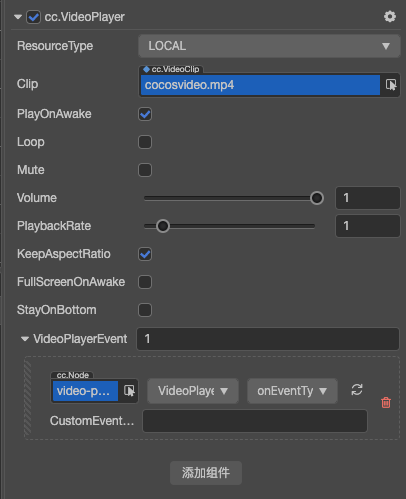 cc.VideoPlayer
ResourceType LOCAL
cc.VideoClip
Clip cocosvideo.mp4
PlayOnAwake
Loop
Mute
Volume 1
PlaybackRate 1
KeepAspectRatio
FullScreenOnAwake
StayOnBottom
VideoPlayerEvent 1
cc.Node
video-p... VideoPlaye onEventTy
CustomEvent...
添加组件